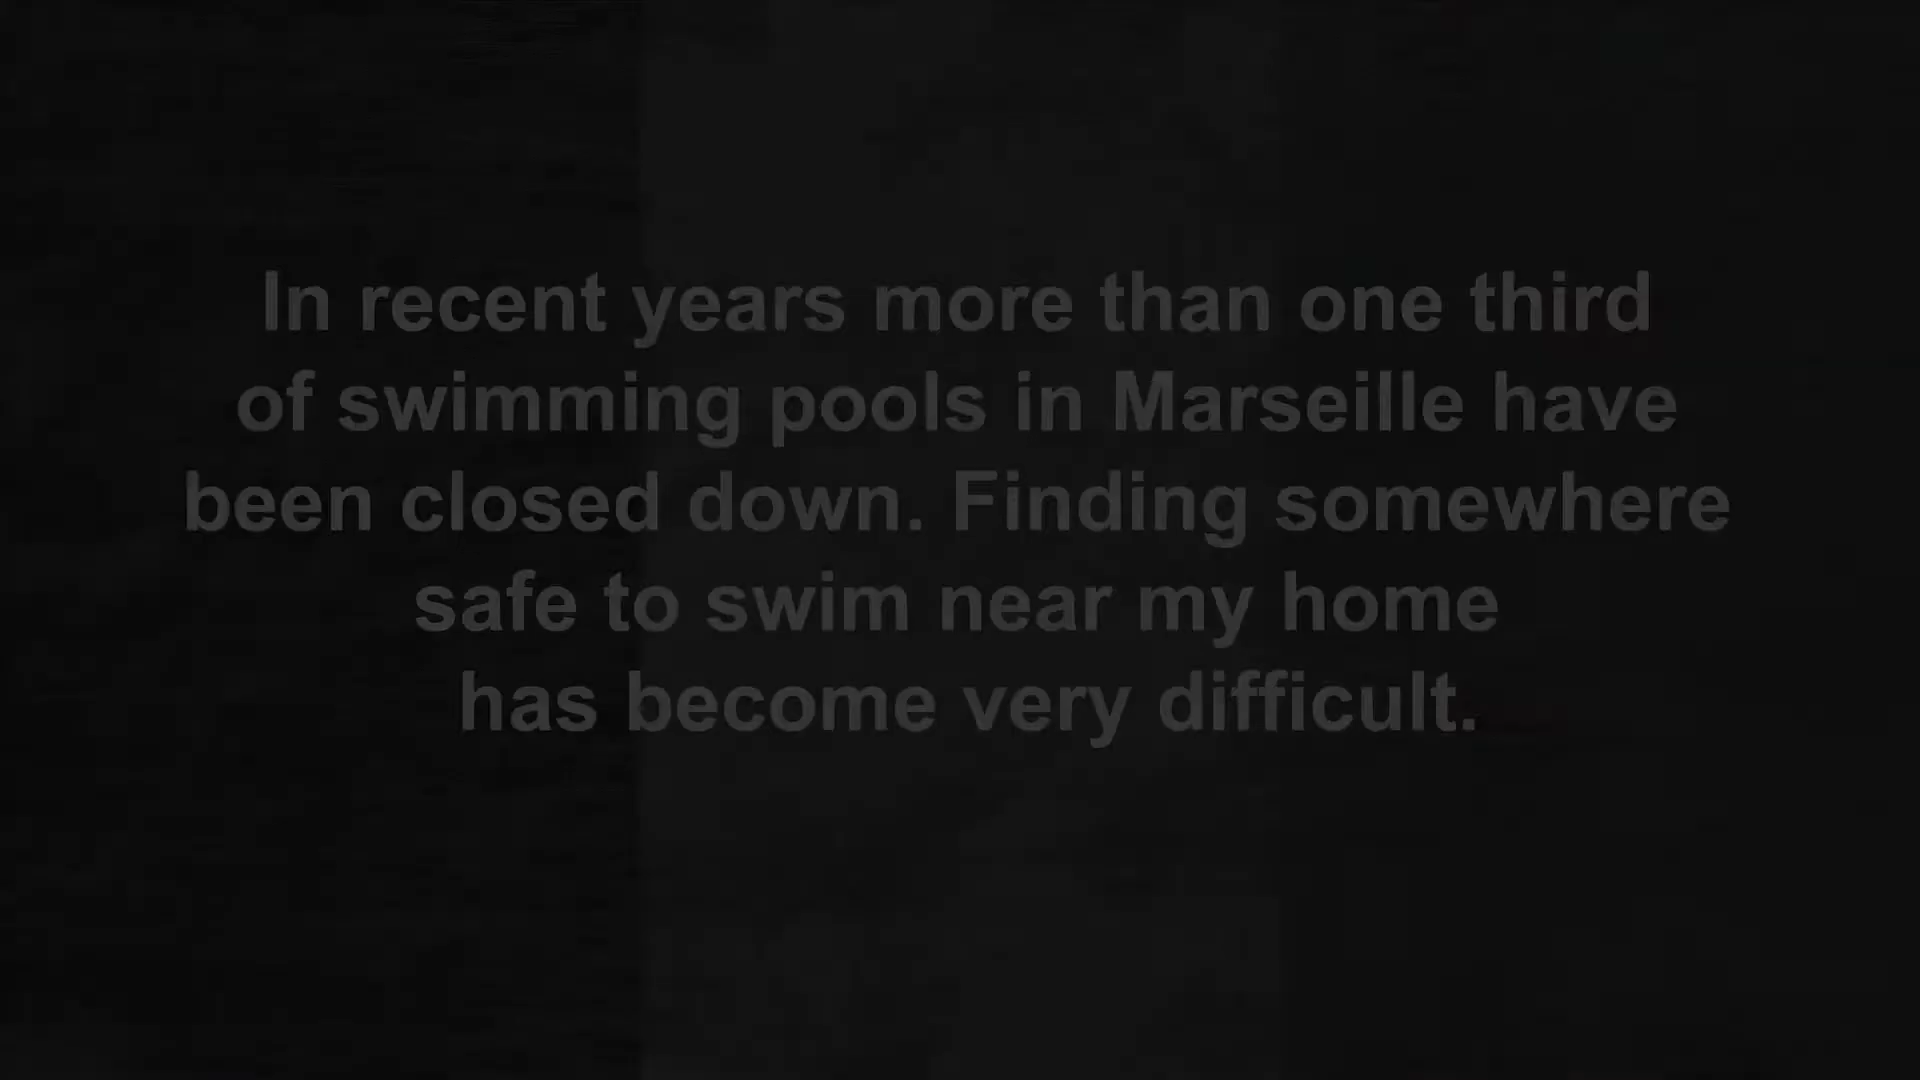 In recent years more than one third
of swimming pools in Marseille have
been closed down. Finding somewhere
safe to swim near my home
has become very difficult.